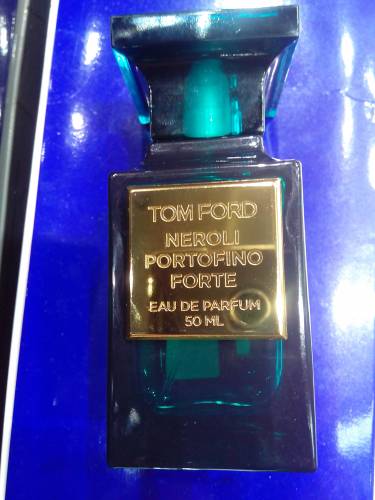 TOM FORD
NEROLI
PORTOFINO
FORTE
EAU DE PARFUM
50 ML